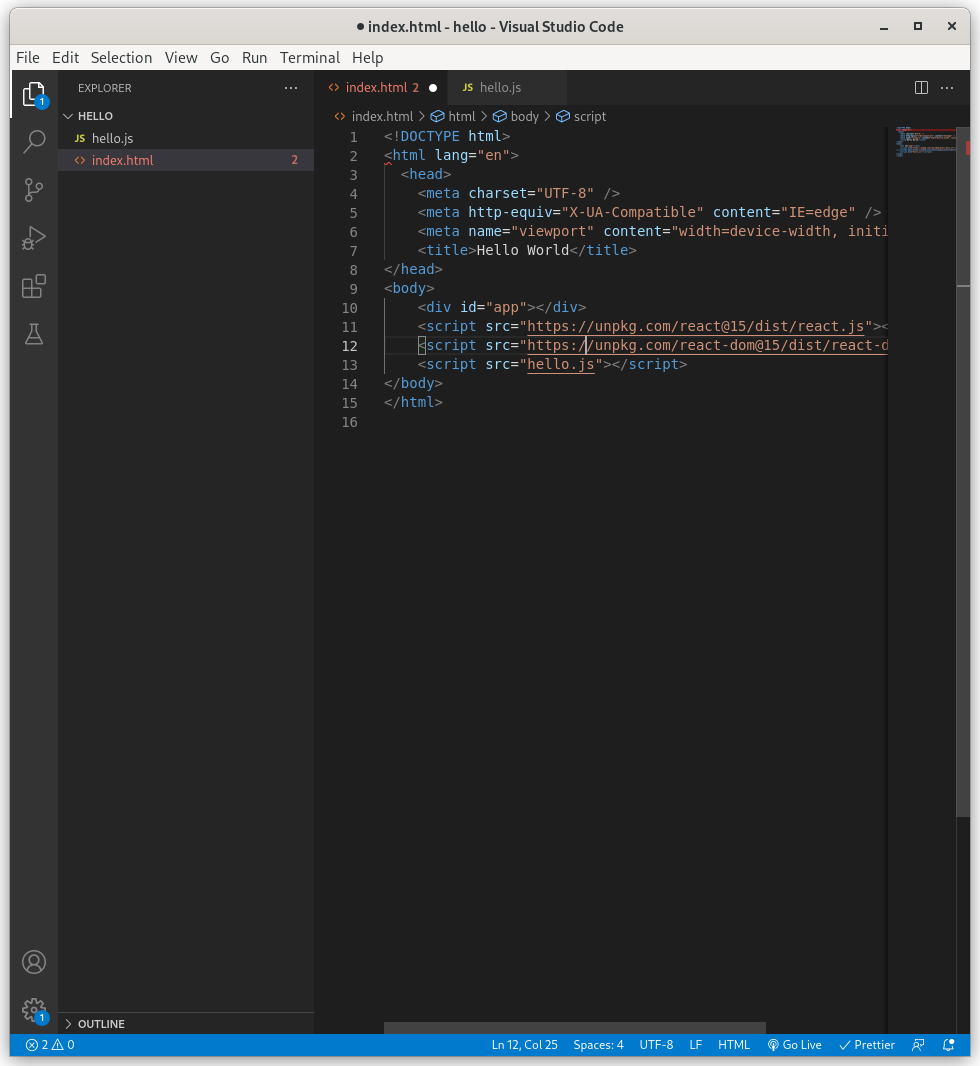 ● index.html - hello - Visual Studio Code
File Edit Selection View Go Run Terminal Help
1
EXPLORER ···
HELLO
JS hello.js
<> index.html 2
<> index.html 2 ●
JS hello.js
···
<> index.html > html > body > script
1 <!DOCTYPE html>
2 <html lang="en">
3 <head>
4 <meta charset="UTF-8" />
5 <meta http-equiv="X-UA-Compatible" content="IE=edge" />
6 <meta name="viewport" content="width=device-width, initi
7 <title>Hello World</title>
8 </head>
9 <body>
10 <div id="app"></div>
11 <script src="https://unpkg.com/react@15/dist/react.js"><
12 <script src="https://unpkg.com/react-dom@15/dist/react-d
13 <script src="hello.js"></script>
14 </body>
15 </html>
16
1
OUTLINE
2 0 Ln 12, Col 25 Spaces: 4 UTF-8 LF HTML Go Live Prettier